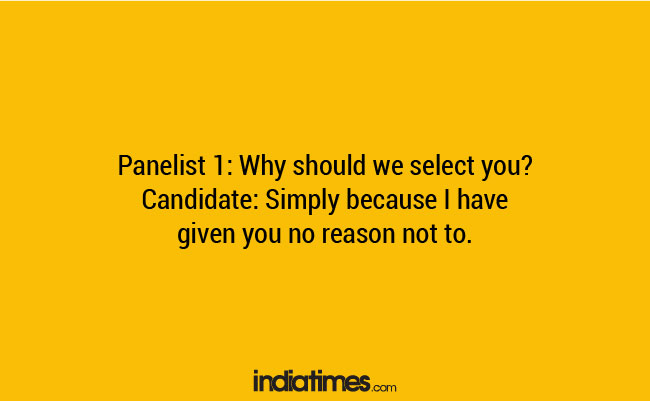 Panelist 1: Why should we select you?
Candidate: Simply because I have
given you no reason not to.
indiatimes.com